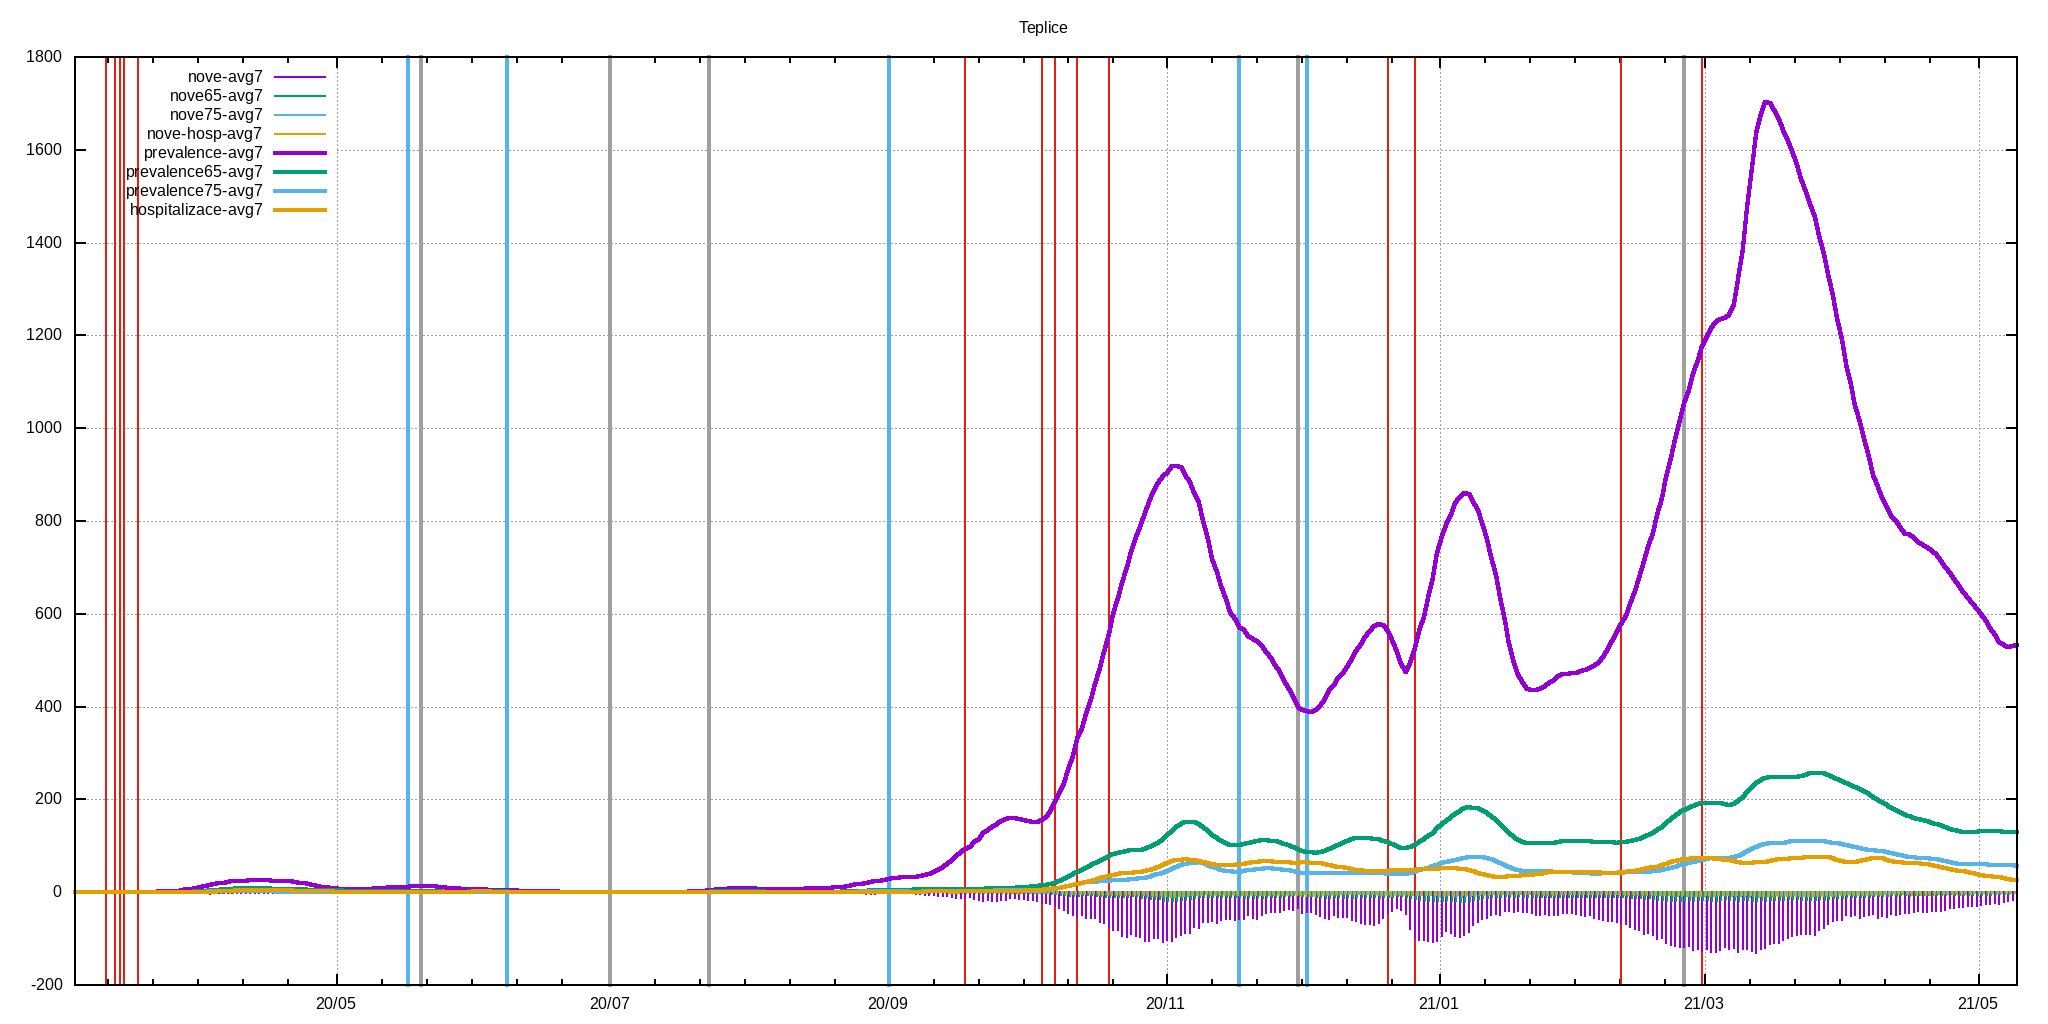 Teplice
1800
1600
1400
1200
1000
800
600
400
200
0
-200
nove-avg7
nove65-avg7
nove75-avg7
nove-hosp-avg7
prevalence-avg7
prevalence65-avg7
prevalence75-avg7
hospitalizace-avg7
20/05 20/07 20/09 20/11 21/01 21/03 21/05